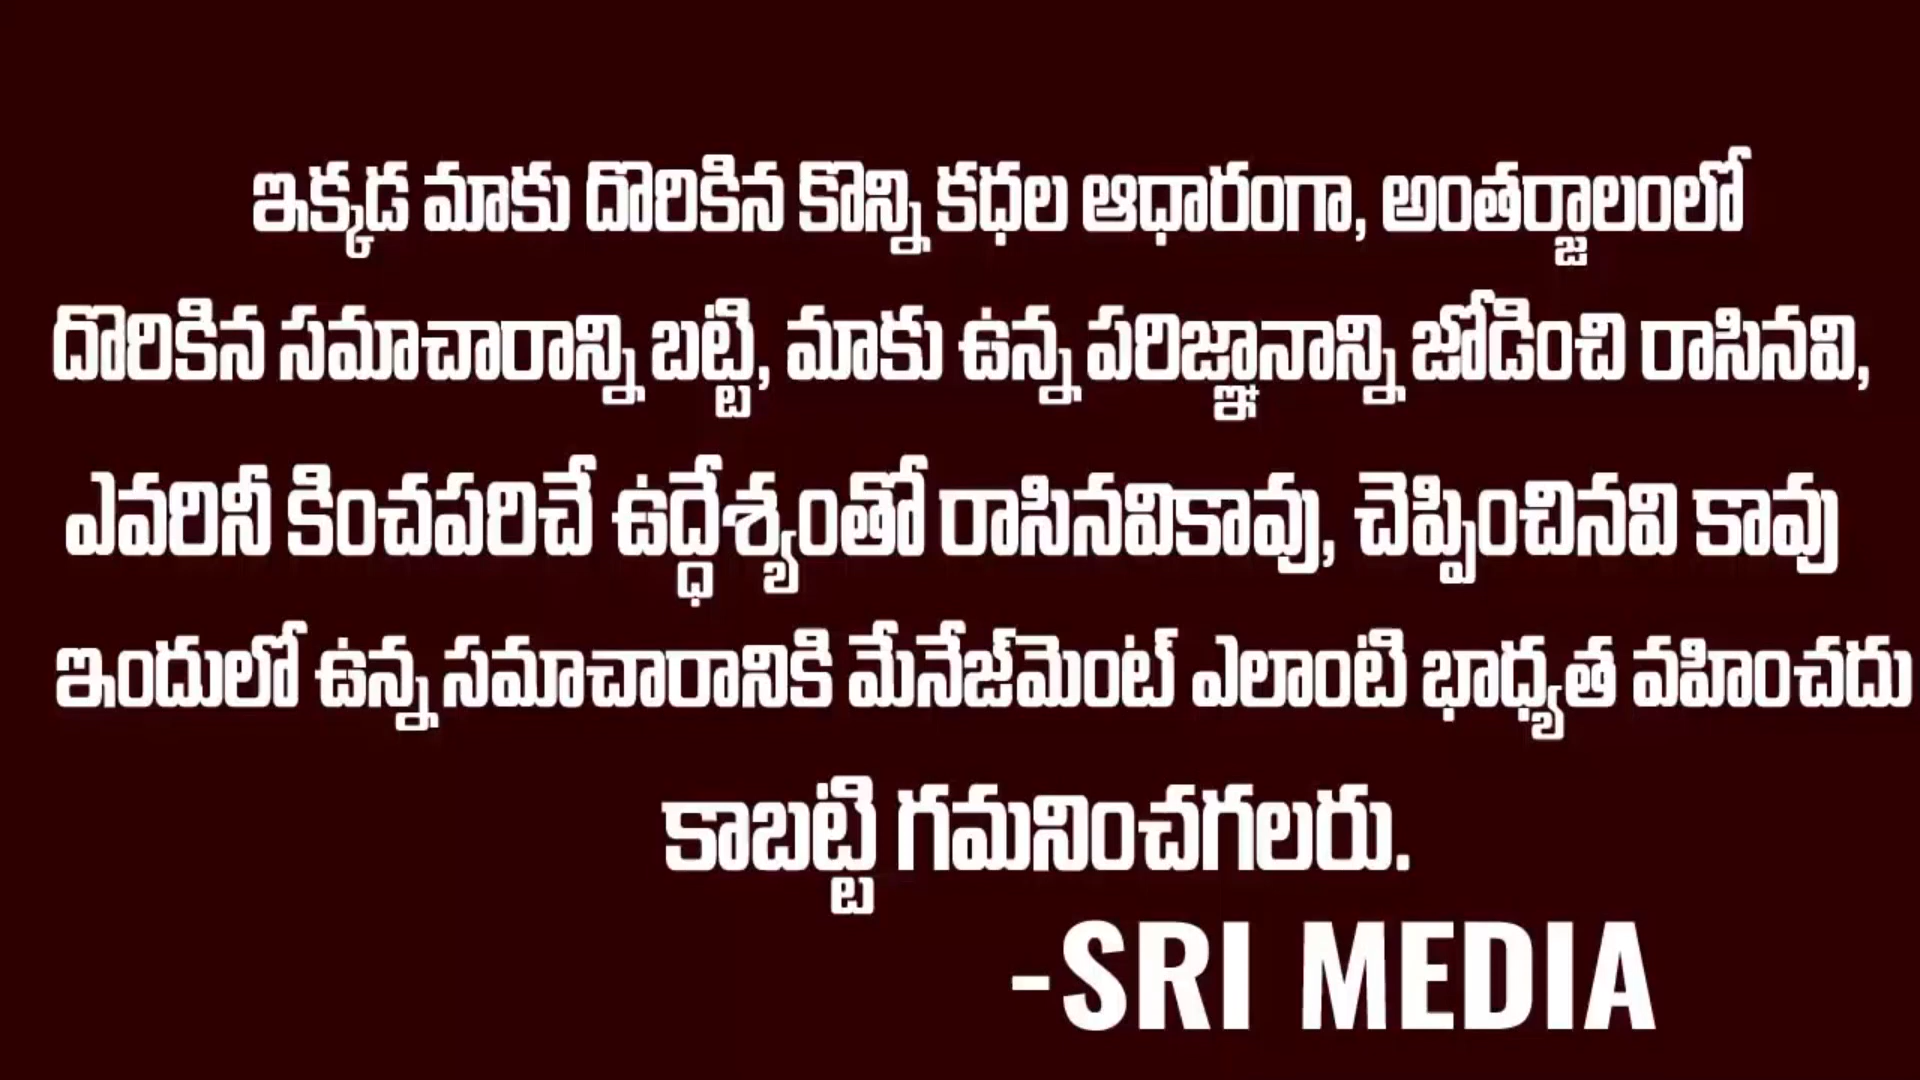 ఇక్కడ మాకు దొరికిన కొన్ని కధల ఆధారంగా, అంతర్జాలంలో
దొరికిన సమాచారాన్ని బట్టి, మాకు ఉన్న పరిజ్ఞానాన్ని జోడించి రాసినవి,
ఎవరినీ కించపరిచే ఉద్ధేశ్యంతో రాసినవికావు, చెప్పించినవి కావు
ఇందులో ఉన్న సమాచారానికి మేనేజ్‌మెంట్ ఎలాంటి భాధ్యత వహించదు
కాబట్టి గమనించగలరు.
-SRI MEDIA